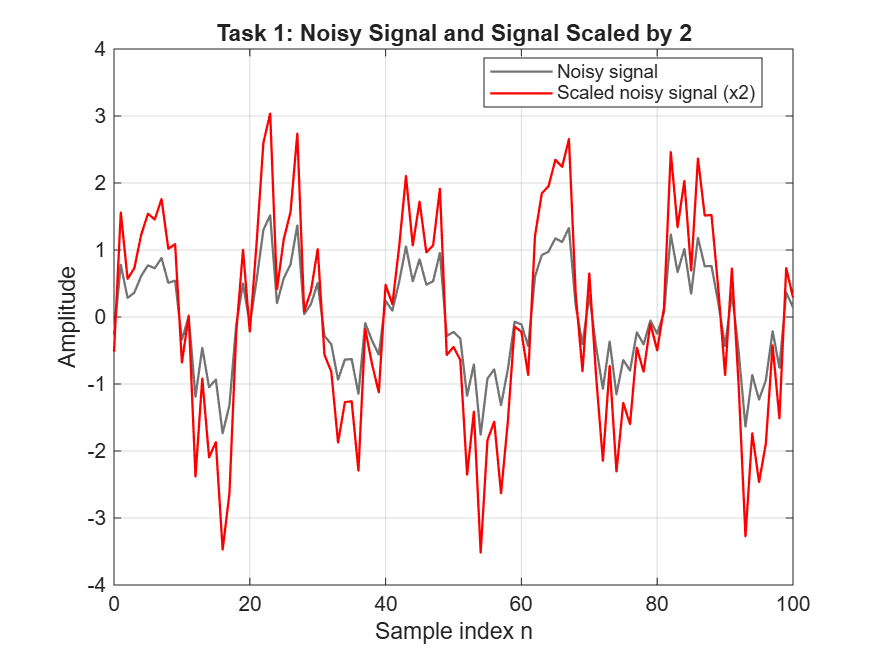 Task 1: Noisy Signal and Signal Scaled by 2
Noisy signal
Scaled noisy signal (x2)
4
3
2
1
0
-1
-2
-3
-4
Amplitude
0 20 40 60 80 100
Sample index n